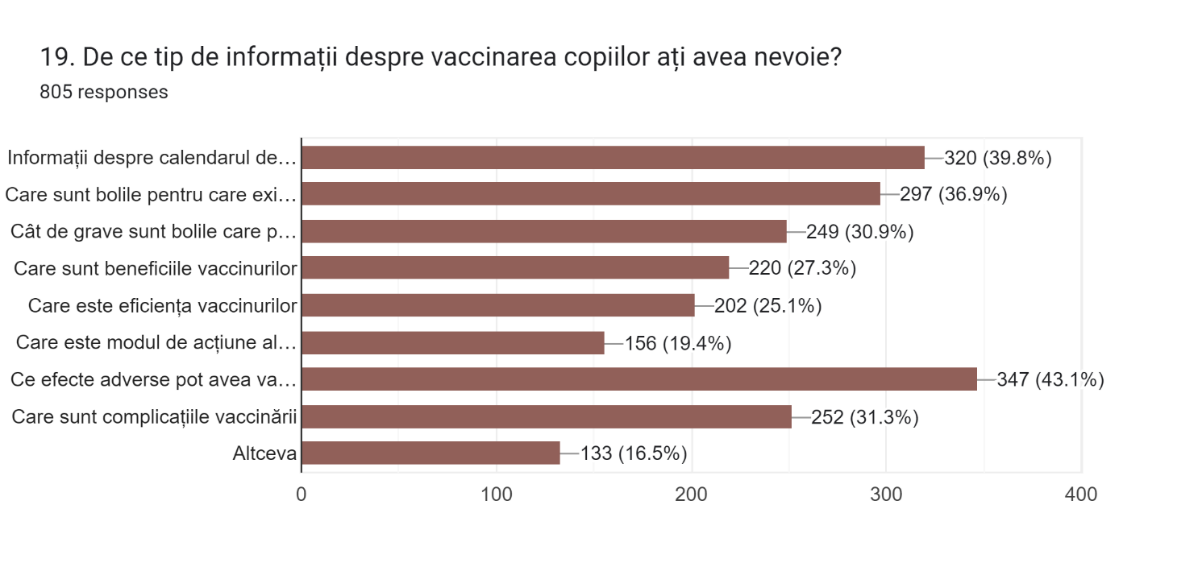 19. De ce tip de informații despre vaccinarea copiilor ați avea nevoie?
805 responses
Informații despre calendarul de… 320 (39.8%)
Care sunt bolile pentru care exi… 297 (36.9%)
Cât de grave sunt bolile care p… 249 (30.9%)
Care sunt beneficiile vaccinurilor 220 (27.3%)
Care este eficiența vaccinurilor 202 (25.1%)
Care este modul de acțiune al… 156 (19.4%)
Ce efecte adverse pot avea va… 347 (43.1%)
Care sunt complicațiile vaccinării 252 (31.3%)
Altceva 133 (16.5%)
0 100 200 300 400